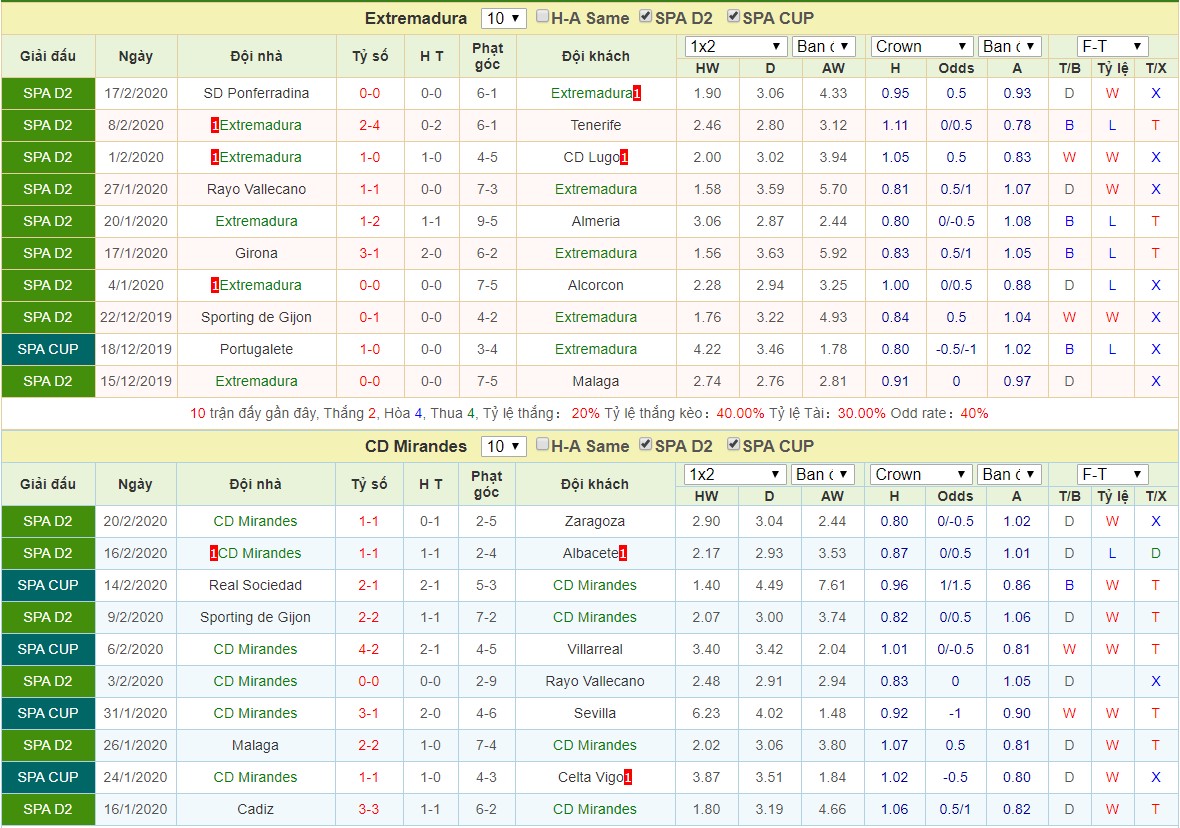 Extremadura 10 H-A Same SPA D2 SPA CUP
Giải đấu Ngày Đội nhà Tỷ số H T Phạt góc Đội khách 1x2 Ban Crown Ban F-T
HW D AW H Odds A T/B Tỷ lệ T/X
SPA D2 17/2/2020 SD Ponferradina 0-0 0-0 6-1 Extremadura 1 1.90 3.06 4.33 0.95 0.5 0.93 D W X
SPA D2 8/2/2020 1 Extremadura 2-4 0-2 6-1 Tenerife 2.46 2.80 3.12 1.11 0/0.5 0.78 B L T
SPA D2 1/2/2020 1 Extremadura 1-0 1-0 4-5 CD Lugo 1 2.00 3.02 3.94 1.05 0.5 0.83 W W X
SPA D2 27/1/2020 Rayo Vallecano 1-1 0-0 7-3 Extremadura 1.58 3.59 5.70 0.81 0.5/1 1.07 D W X
SPA D2 20/1/2020 Extremadura 1-2 1-1 9-5 Almeria 3.06 2.87 2.44 0.80 0/-0.5 1.08 B L T
SPA D2 17/1/2020 Girona 3-1 2-0 6-2 Extremadura 1.56 3.63 5.92 0.83 0.5/1 1.05 B L T
SPA D2 4/1/2020 1 Extremadura 0-0 0-0 7-5 Alcorcon 2.28 2.94 3.25 1.00 0/0.5 0.88 D L X
SPA D2 22/12/2019 Sporting de Gijon 0-1 0-0 4-2 Extremadura 1.76 3.22 4.93 0.84 0.5 1.04 W W X
SPA CUP 18/12/2019 Portugalete 1-0 0-0 3-4 Extremadura 4.22 3.46 1.78 0.80 -0.5/-1 1.02 B L X
SPA D2 15/12/2019 Extremadura 0-0 0-0 7-5 Malaga 2.74 2.76 2.81 0.91 0 0.97 D X
10 trận đấy gần đây, Thắng 2, Hòa 4, Thua 4, Tỷ lệ thắng: 20% Tỷ lệ thắng kèo: 40.00% Tỷ lệ Tài: 30.00% Odd rate: 40%
CD Mirandes 10 H-A Same SPA D2 SPA CUP
Giải đấu Ngày Đội nhà Tỷ số H T Phạt góc Đội khách 1x2 Ban Crown Ban F-T
HW D AW H Odds A T/B Tỷ lệ T/X
SPA D2 20/2/2020 CD Mirandes 1-1 0-1 2-5 Zaragoza 2.90 3.04 2.44 0.80 0/-0.5 1.02 D W X
SPA D2 16/2/2020 1 CD Mirandes 1-1 1-1 2-4 Albacete 1 2.17 2.93 3.53 0.87 0/0.5 1.01 D L D
SPA CUP 14/2/2020 Real Sociedad 2-1 2-1 5-3 CD Mirandes 1.40 4.49 7.61 0.96 1/1.5 0.86 B W T
SPA D2 9/2/2020 Sporting de Gijon 2-2 1-1 7-2 CD Mirandes 2.07 3.00 3.74 0.82 0/0.5 1.06 D W T
SPA CUP 6/2/2020 CD Mirandes 4-2 2-1 4-5 Villarreal 3.40 3.42 2.04 1.01 0/-0.5 0.81 W W T
SPA D2 3/2/2020 CD Mirandes 0-0 0-0 2-9 Rayo Vallecano 2.48 2.91 2.94 0.83 0 1.05 D X
SPA CUP 31/1/2020 CD Mirandes 3-1 2-0 4-6 Sevilla 6.23 4.02 1.48 0.92 -1 0.90 W W T
SPA D2 26/1/2020 Malaga 2-2 1-0 7-4 CD Mirandes 2.02 3.06 3.80 1.07 0.5 0.81 D W T
SPA CUP 24/1/2020 CD Mirandes 1-1 1-0 4-3 Celta Vigo 1 3.87 3.51 1.84 1.02 -0.5 0.80 D W X
SPA D2 16/1/2020 Cadiz 3-3 1-1 6-2 CD Mirandes 1.80 3.19 4.66 1.06 0.5/1 0.82 D W T